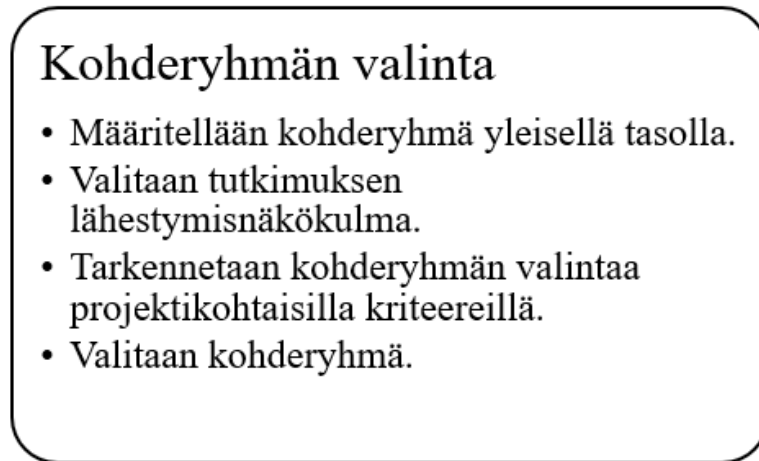 Kohderyhmän valinta
• Määritellään kohderyhmä yleisellä tasolla.
• Valitaan tutkimuksen
lähestymisnäkökulma.
• Tarkennetaan kohderyhmän valintaa
projektikohtaisilla kriteereillä.
• Valitaan kohderyhmä.